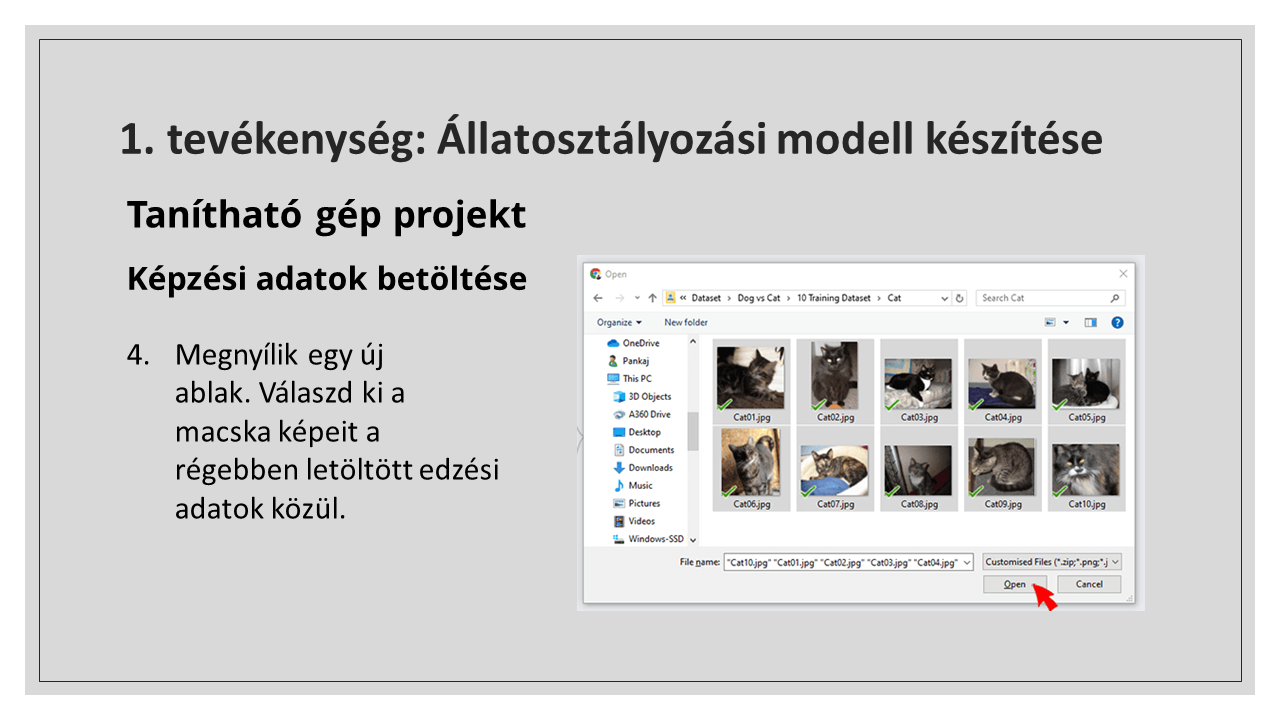 1. tevékenység: Állatosztályozási modell készítése
Tanítható gép projekt
Képzési adatok betöltése
4. Megnyílik egy új
ablak. Válaszd ki a
macska képeit a
régebben letöltött edzési
adatok közül.
Open
« Dataset › Dog vs Cat › 10 Training Dataset › Cat
Search Cat
Organize
New folder
OneDrive
Pankaj
This PC
3D Objects
A360 Drive
Desktop
Documents
Downloads
Music
Pictures
Videos
Windows-SSD
Cat01.jpg Cat02.jpg Cat03.jpg Cat04.jpg Cat05.jpg
Cat06.jpg Cat07.jpg Cat08.jpg Cat09.jpg Cat10.jpg
File name: "Cat10.jpg" "Cat01.jpg" "Cat02.jpg" "Cat03.jpg" "Cat04.jpg"
Customised Files (*.zip;*.png;*.j
Open Cancel